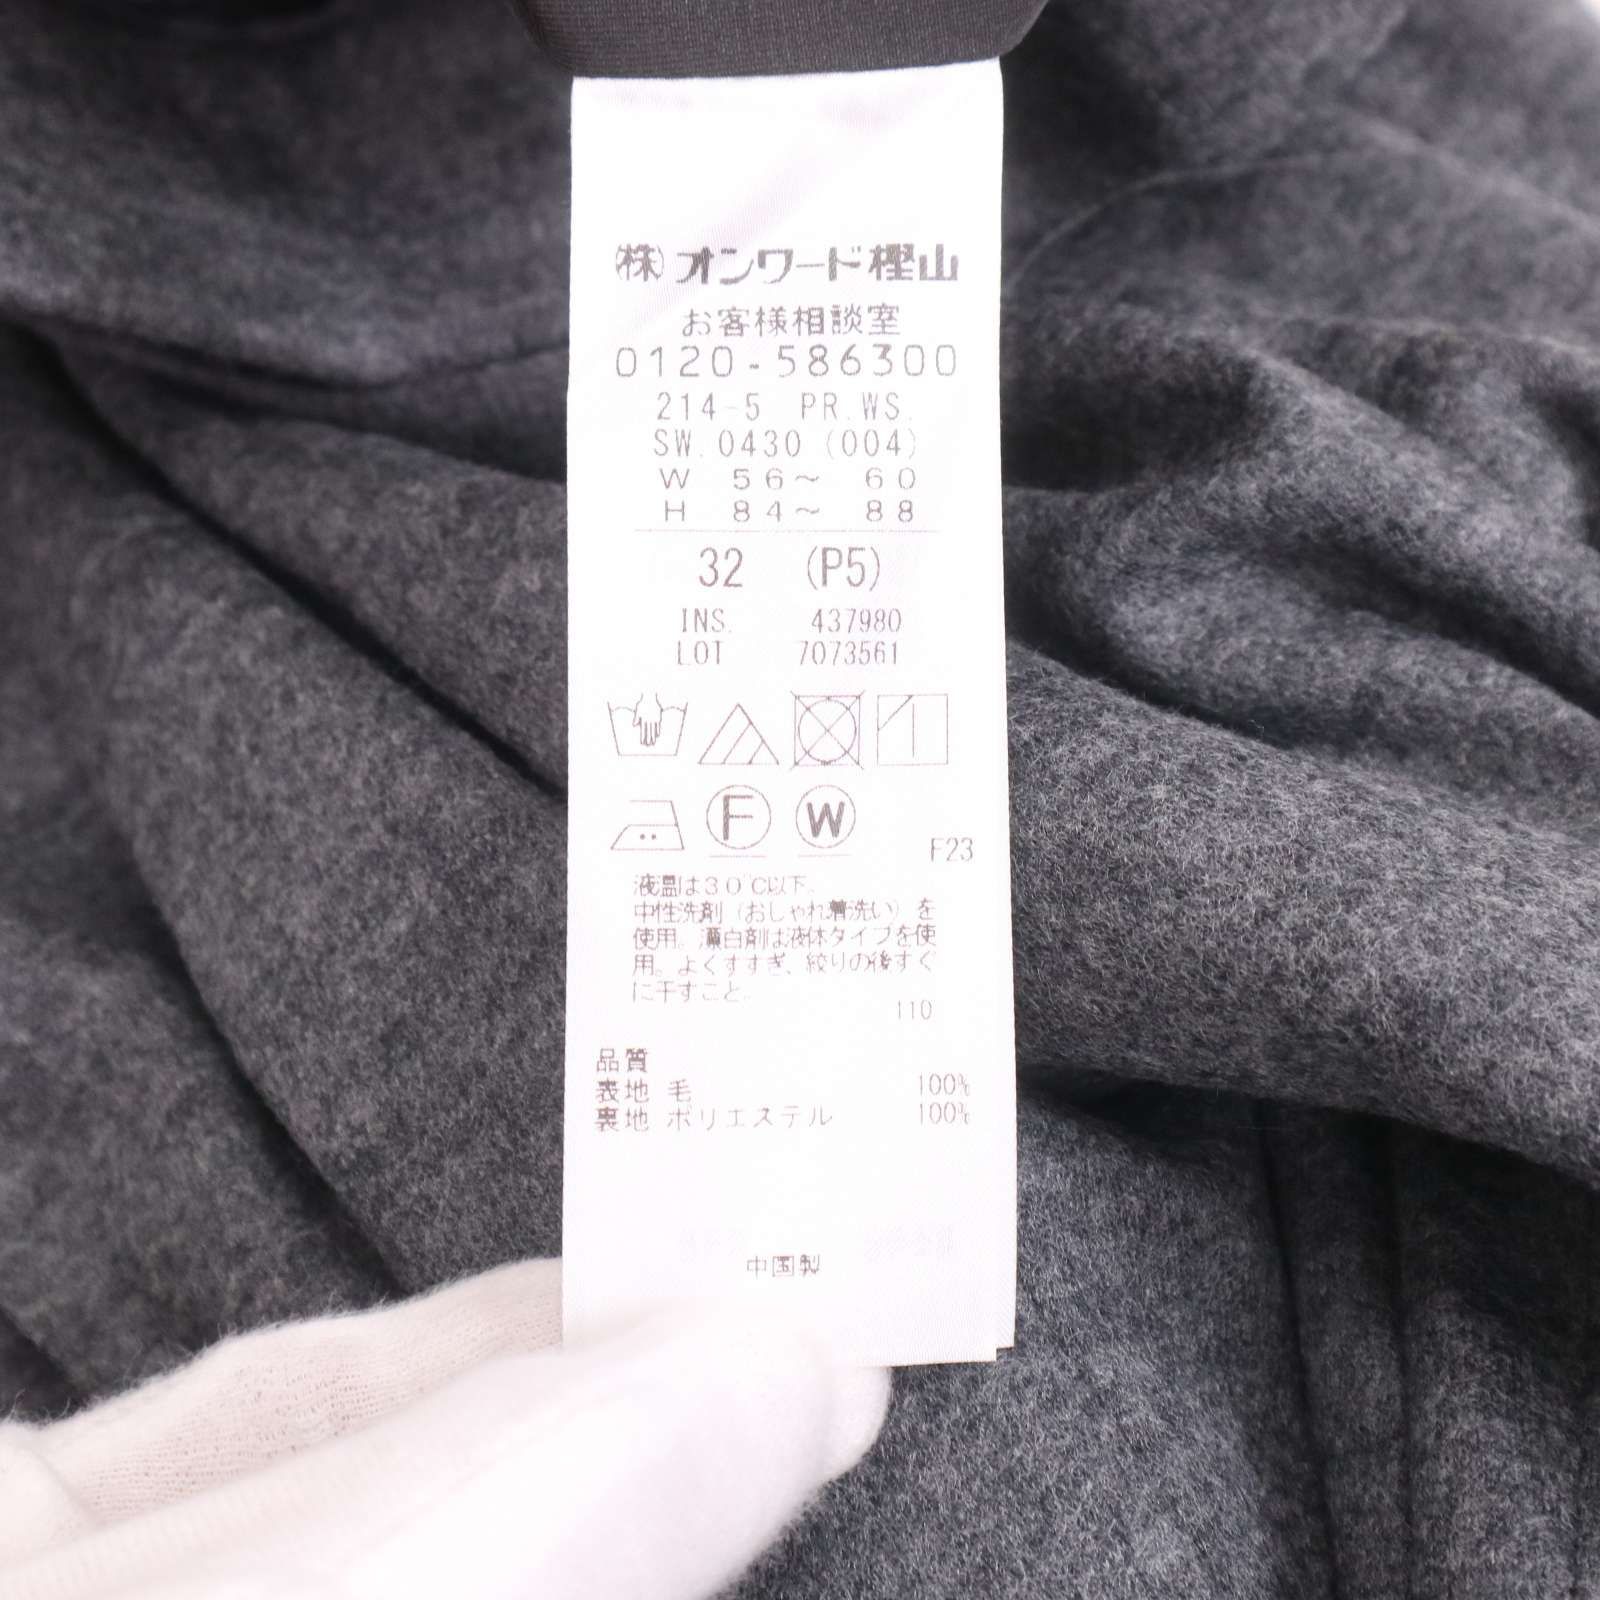 ㈱オンワード樫山
お客様相談室
0120-586300
214-5 PR.WS.
SW.0430 (004)
W 56～ 60
H 84～ 88
32 (P5)
INS. 437980
LOT 7073561
F
W
F23
液温は30℃以下。
中性洗剤（おしゃれ着洗い）を
使用。漂白剤は液体タイプを使
用。よくすすぎ、絞りの後すぐ
に干すこと。
110
品質
表地 毛 100%
裏地 ポリエステル 100%
中国製